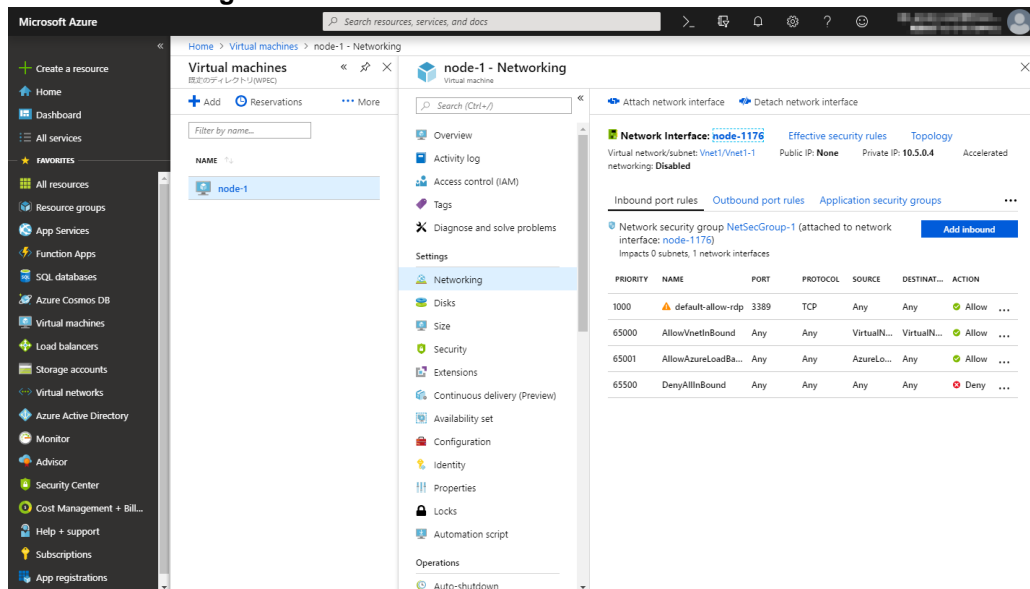 Microsoft Azure
Search resources, services, and docs
Home > Virtual machines > node-1 - Networking
Create a resource
Home
Dashboard
All services
FAVORITES
All resources
Resource groups
App Services
Function Apps
SQL databases
Azure Cosmos DB
Virtual machines
Load balancers
Storage accounts
Virtual networks
Azure Active Directory
Monitor
Advisor
Security Center
Cost Management + Bill...
Help + support
Subscriptions
App registrations
Virtual machines
既定のディレクトリ(WPEC)
Add Reservations More
Filter by name...
NAME
node-1
node-1 - Networking
Virtual machine
Search (Ctrl+/)
Overview
Activity log
Access control (IAM)
Tags
Diagnose and solve problems
Settings
Networking
Disks
Size
Security
Extensions
Continuous delivery (Preview)
Availability set
Configuration
Identity
Properties
Locks
Automation script
Operations
Auto-shutdown
Attach network interface Detach network interface
Network Interface: node-1176 Effective security rules Topology
Virtual network/subnet: Vnet1/Vnet1-1 Public IP: None Private IP: 10.5.0.4 Accelerated
networking: Disabled
Inbound port rules Outbound port rules Application security groups ...
Network security group NetSecGroup-1 (attached to network
interface: node-1176)
Impacts 0 subnets, 1 network interfaces
Add inbound
PRIORITY NAME PORT PROTOCOL SOURCE DESTINAT... ACTION
1000 default-allow-rdp 3389 TCP Any Any Allow ...
65000 AllowVnetInBound Any Any VirtualN... VirtualN... Allow ...
65001 AllowAzureLoadBa... Any Any AzureLo... Any Allow ...
65500 DenyAllInBound Any Any Any Any Deny ...